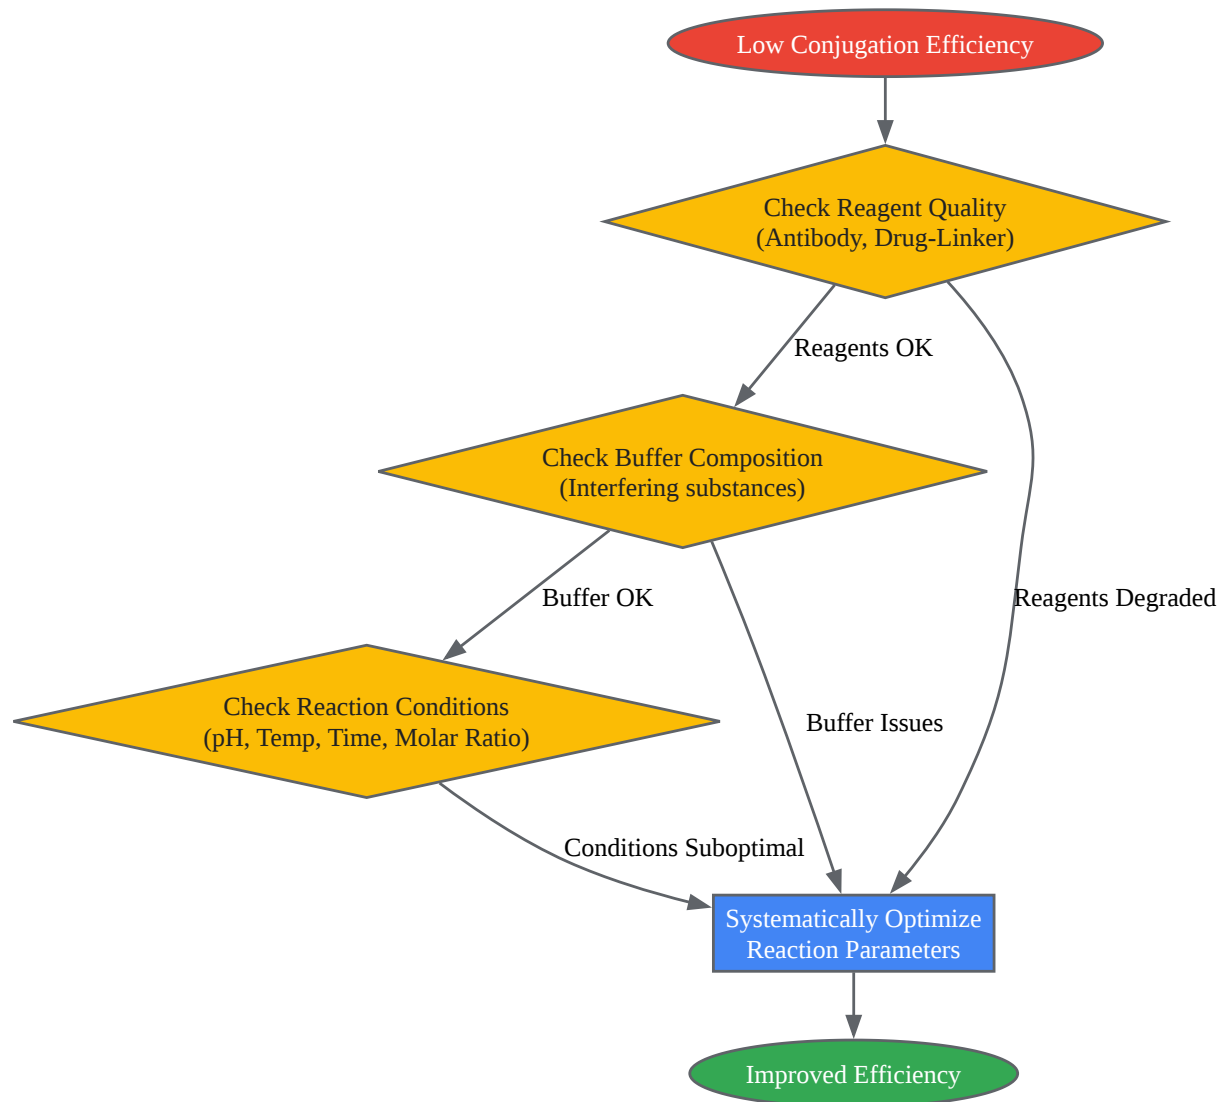 Low Conjugation Efficiency
Check Reagent Quality
(Antibody, Drug-Linker)
Reagents OK
Check Buffer Composition
(Interfering substances)
Buffer OK
Reagents Degraded
Check Reaction Conditions
(pH, Temp, Time, Molar Ratio)
Buffer Issues
Conditions Suboptimal
Systematically Optimize
Reaction Parameters
Improved Efficiency